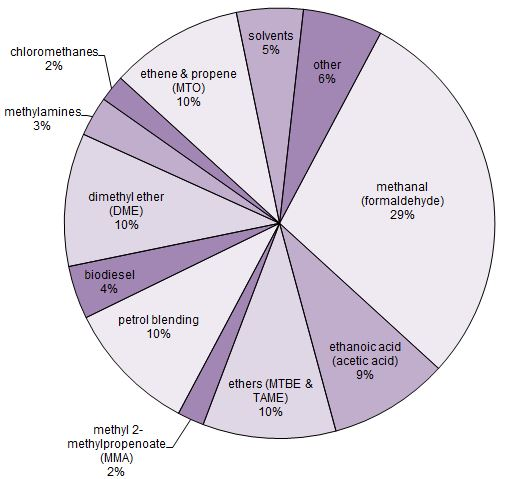 solvents
5%
other
6%
methanal
(formaldehyde)
29%
ethanoic acid
(acetic acid)
9%
ethers (MTBE &
TAME)
10%
methyl 2-
methylpropenoate
(MMA)
2%
petrol blending
10%
biodiesel
4%
dimethyl ether
(DME)
10%
methylamines
3%
chloromethanes
2%
ethene & propene
(MTO)
10%